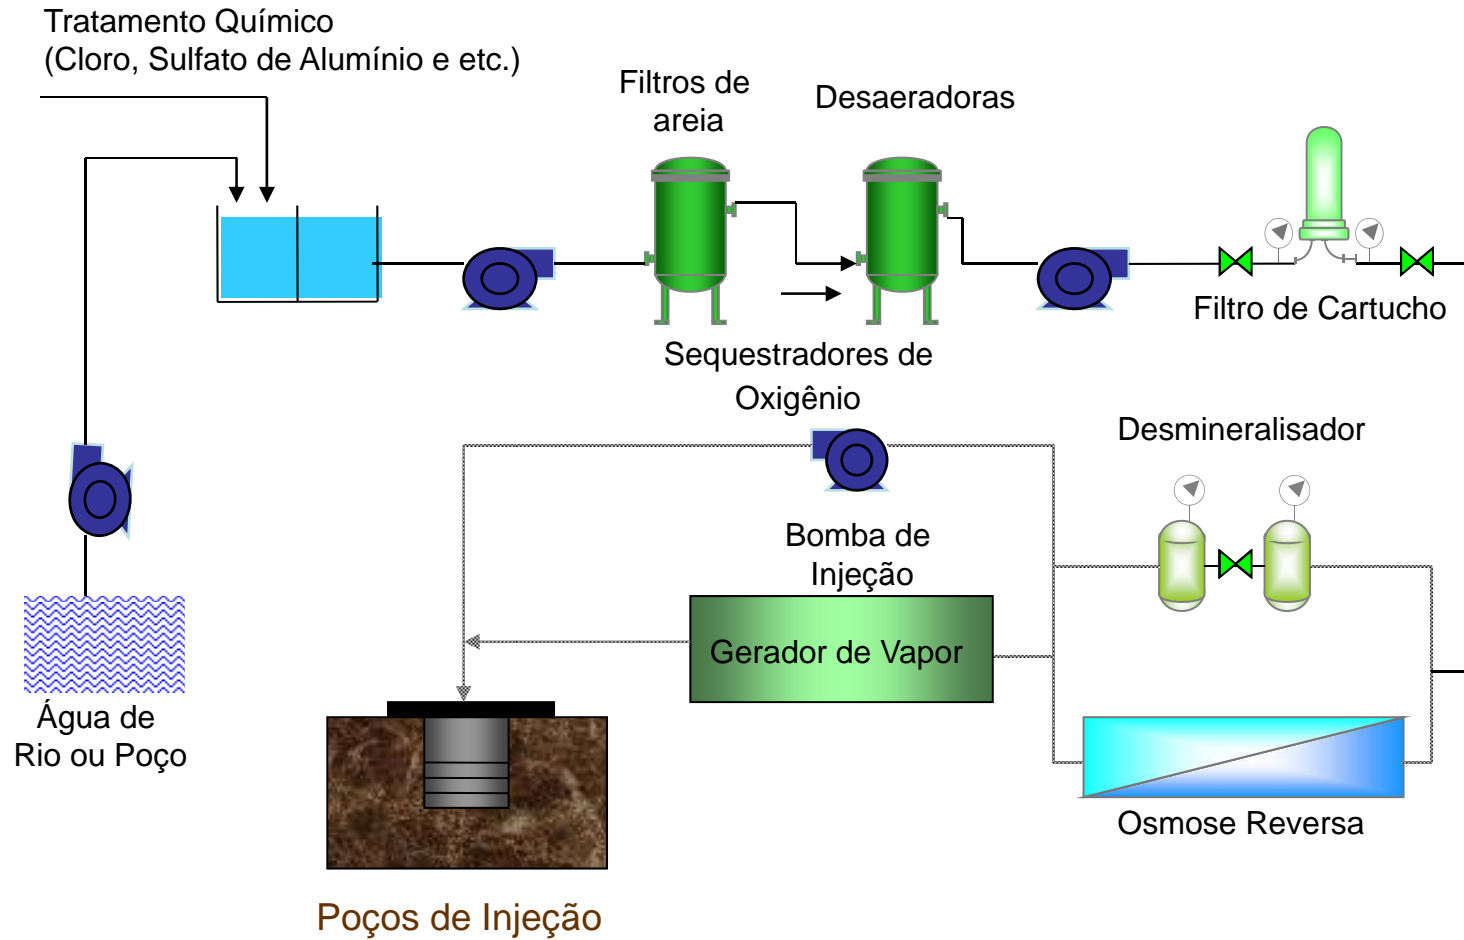 Tratamento Químico
(Cloro, Sulfato de Alumínio e etc.)
Filtros de
areia
Desaeradoras
Filtro de Cartucho
Sequestradores de
Oxigênio
Desmineralisador
Bomba de
Injeção
Gerador de Vapor
Água de
Rio ou Poço
Osmose Reversa
Poços de Injeção